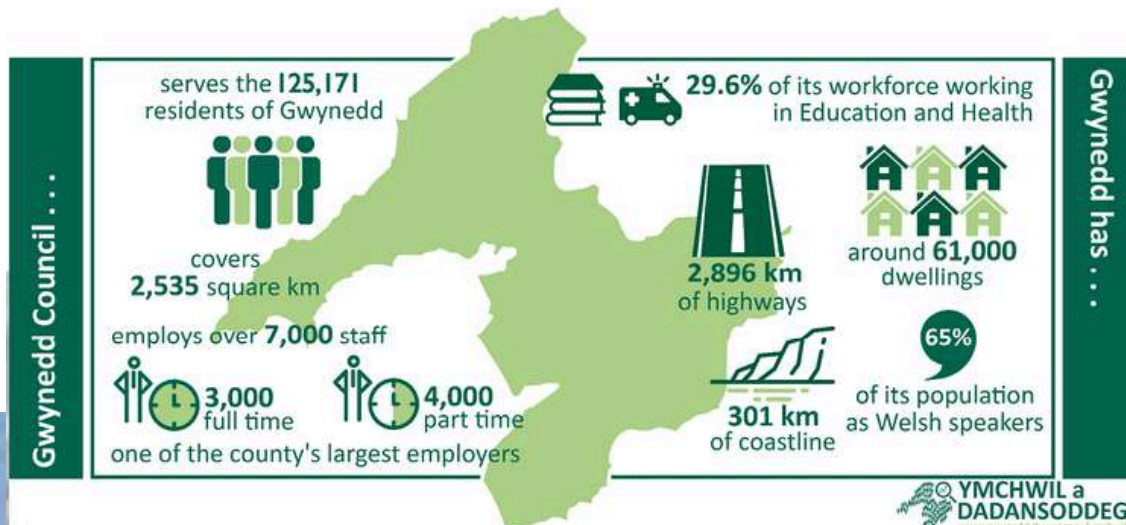 Gwynedd Council . . .
serves the 125,171
residents of Gwynedd
covers
2,535 square km
employs over 7,000 staff
3,000
full time
4,000
part time
one of the county's largest employers
Gwynedd has . . .
29.6% of its workforce working
in Education and Health
2,896 km
of highways
around 61,000
dwellings
301 km
of coastline
65%
of its population
as Welsh speakers
YMCHWIL a
DADANSODDEG